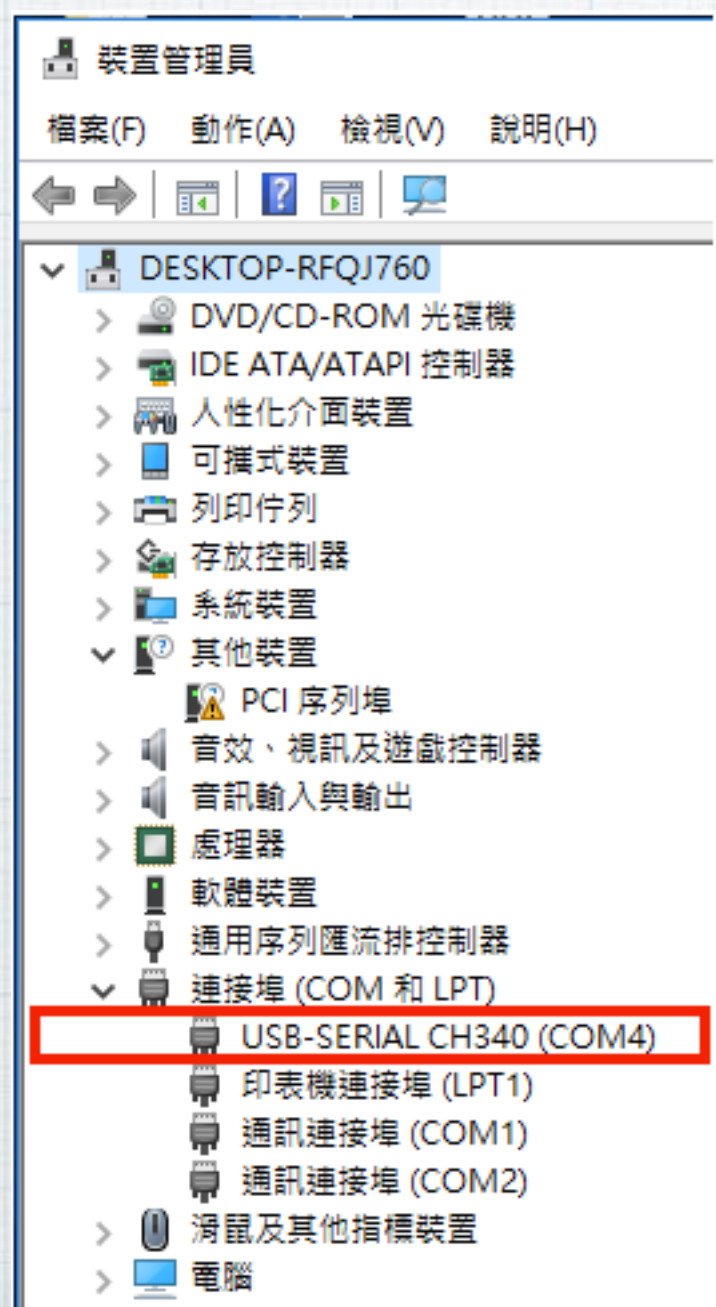 裝置管理員
檔案(F) 動作(A) 檢視(V) 說明(H)
DESKTOP-RFQJ760
DVD/CD-ROM 光碟機
IDE ATA/ATAPI 控制器
人性化介面裝置
可攜式裝置
列印佇列
存放控制器
系統裝置
其他裝置
PCI 序列埠
音效、視訊及遊戲控制器
音訊輸入與輸出
處理器
軟體裝置
通用序列匯流排控制器
連接埠 (COM 和 LPT)
USB-SERIAL CH340 (COM4)
印表機連接埠 (LPT1)
通訊連接埠 (COM1)
通訊連接埠 (COM2)
滑鼠及其他指標裝置
電腦